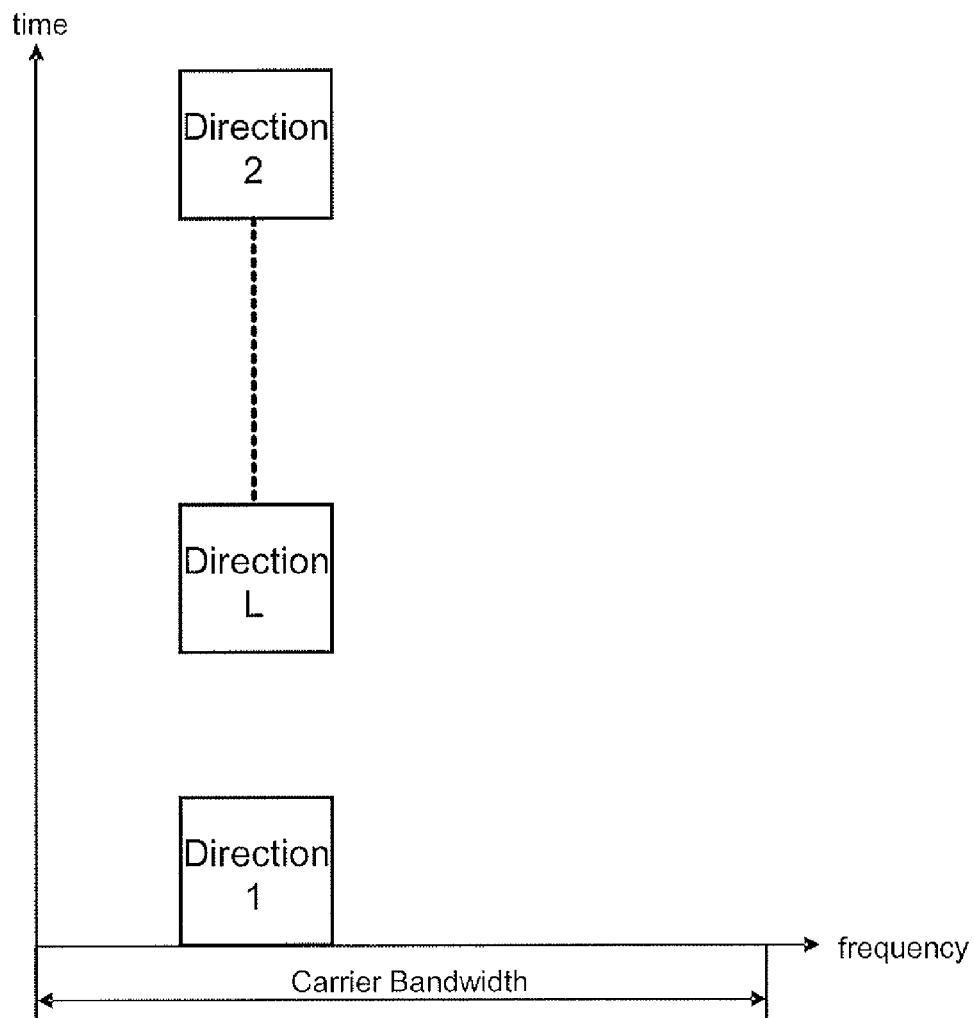 time
Direction
2
Direction
L
Direction
1
frequency
Carrier Bandwidth